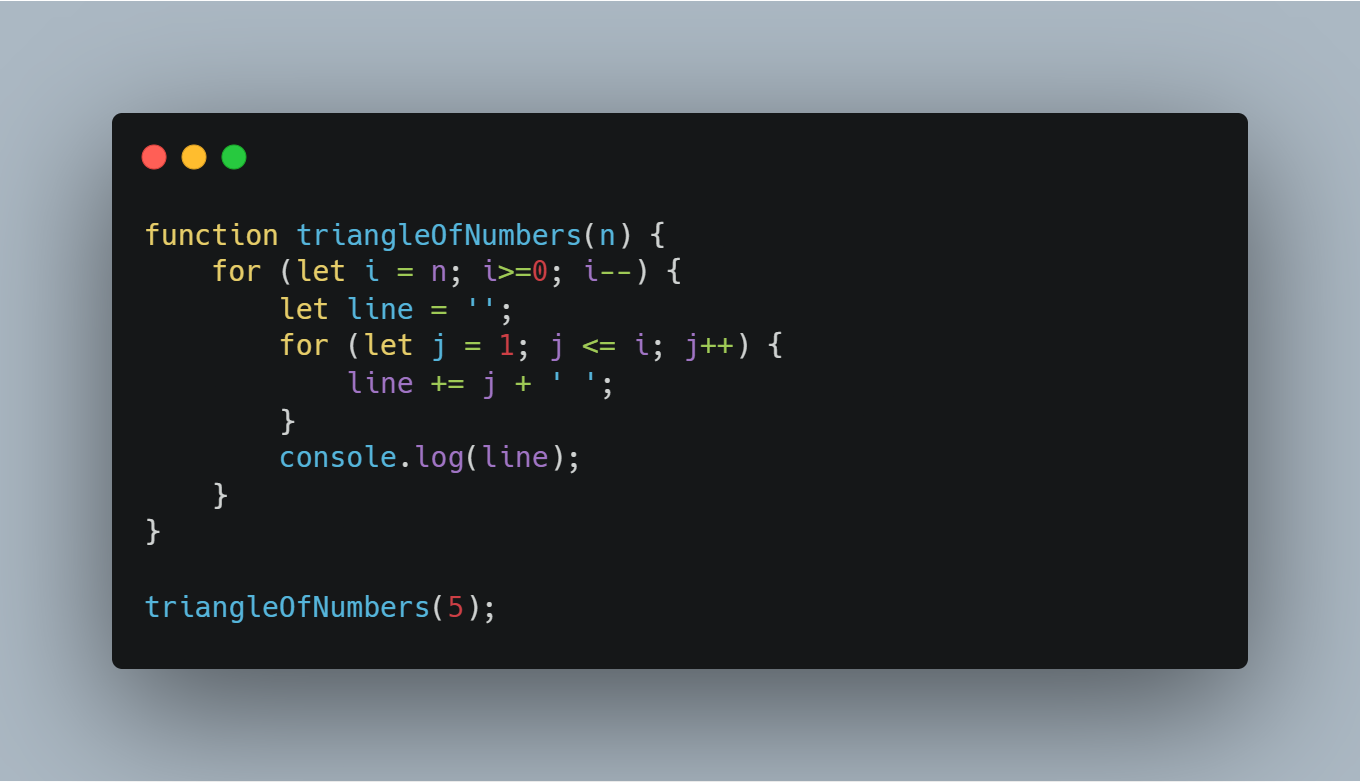 function triangleOfNumbers(n) {
    for (let i = n; i>=0; i--) {
        let line = '';
        for (let j = 1; j <= i; j++) {
            line += j + ' ';
        }
        console.log(line);
    }
}

triangleOfNumbers(5);